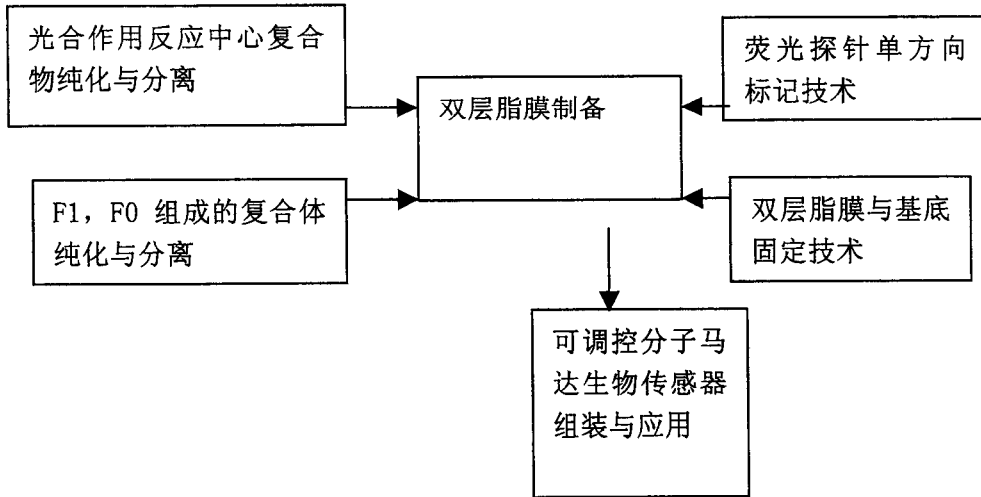 光合作用反应中心复合
物纯化与分离
荧光探针单方向
标记技术
双层脂膜制备
F1，F0 组成的复合体
纯化与分离
双层脂膜与基底
固定技术
可调控分子马
达生物传感器
组装与应用